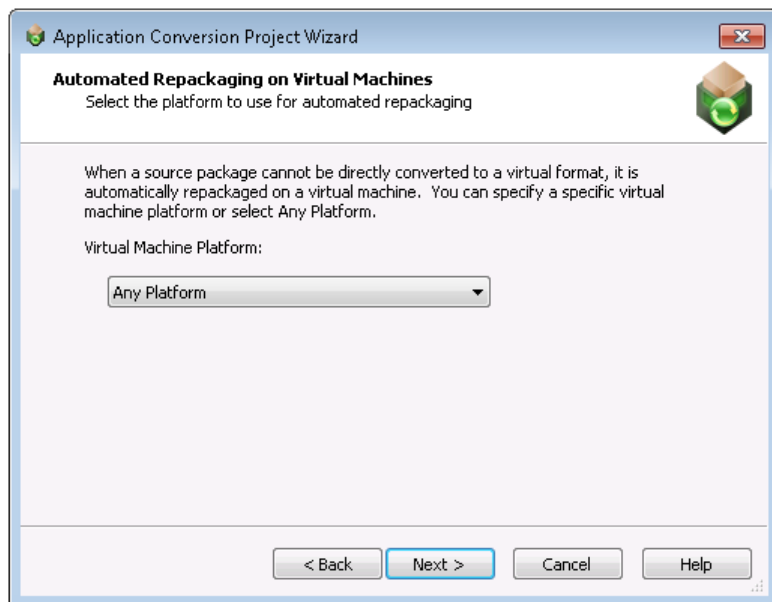 Application Conversion Project Wizard
Automated Repackaging on Virtual Machines
Select the platform to use for automated repackaging
When a source package cannot be directly converted to a virtual format, it is
automatically repackaged on a virtual machine.  You can specify a specific virtual
machine platform or select Any Platform.
Virtual Machine Platform:
Any Platform
< Back Next > Cancel Help